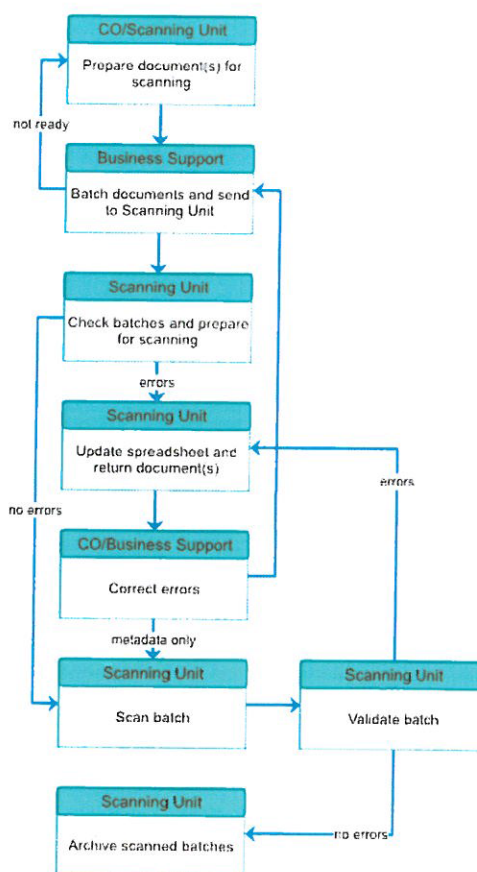 CO/Scanning Unit
Prepare document(s) for
scanning
not ready
Business Support
Batch documents and send
to Scanning Unit
Scanning Unit
Check batches and prepare
for scanning
errors
Scanning Unit
Update spreadsheet and
return document(s)
errors
no errors
CO/Business Support
Correct errors
metadada only
Scanning Unit
Scan batch
Scanning Unit
Validate batch
Scanning Unit
Archive scanned batches
no errors